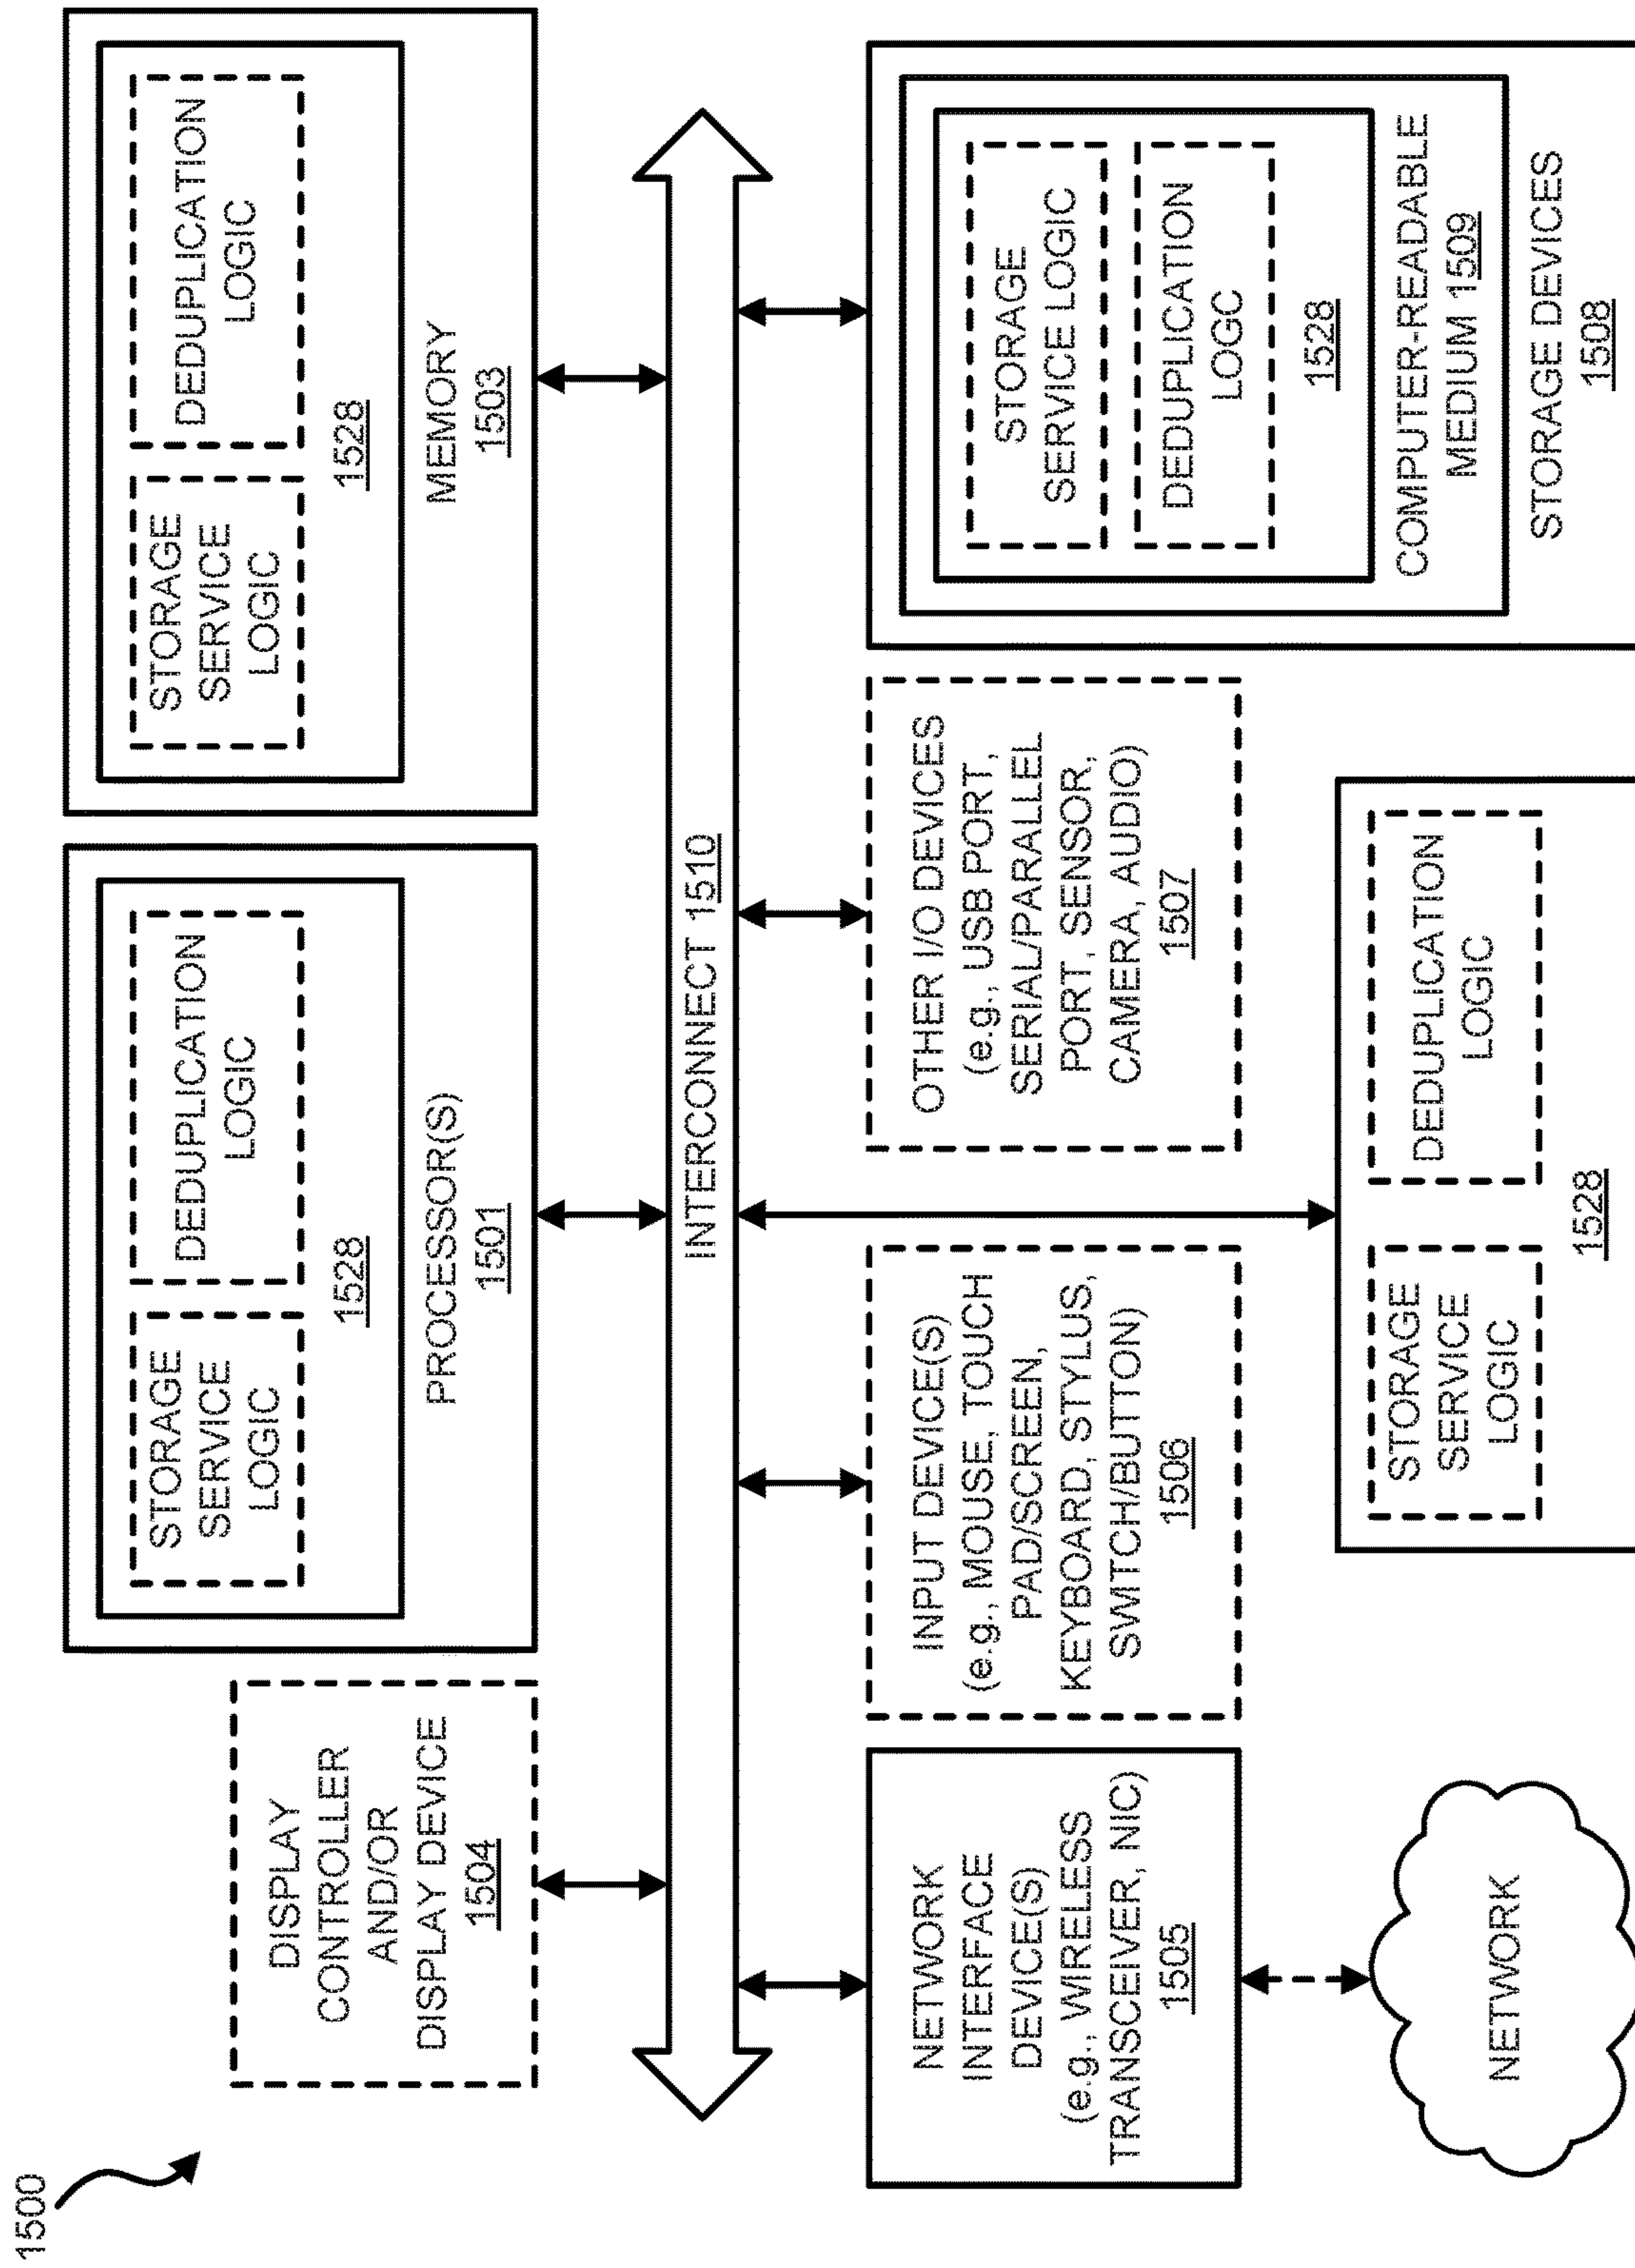 1500
DISPLAY
CONTROLLER
AND/OR
DISPLAY DEVICE
1504
STORAGE
SERVICE
LOGIC
DEDUPLICATION
LOGIC
1528
PROCESSOR(S)
1501
STORAGE
SERVICE
LOGIC
DEDUPLICATION
LOGIC
1528
MEMORY
1503
INTERCONNECT 1510
NETWORK
INTERFACE
DEVICE(S)
(e.g., WIRELESS
TRANSCEIVER, NIC)
1505
INPUT DEVICE(S)
(e.g., MOUSE, TOUCH
PAD/SCREEN,
KEYBOARD, STYLUS,
SWITCH/BUTTON)
1506
OTHER I/O DEVICES
(e.g., USB PORT,
SERIAL/PARALLEL
PORT, SENSOR,
CAMERA, AUDIO)
1507
STORAGE
SERVICE LOGIC
DEDUPLICATION
LOGC
1528
COMPUTER-READABLE
MEDIUM 1509
STORAGE DEVICES
1508
NETWORK
STORAGE
SERVICE
LOGIC
DEDUPLICATION
LOGIC
1528